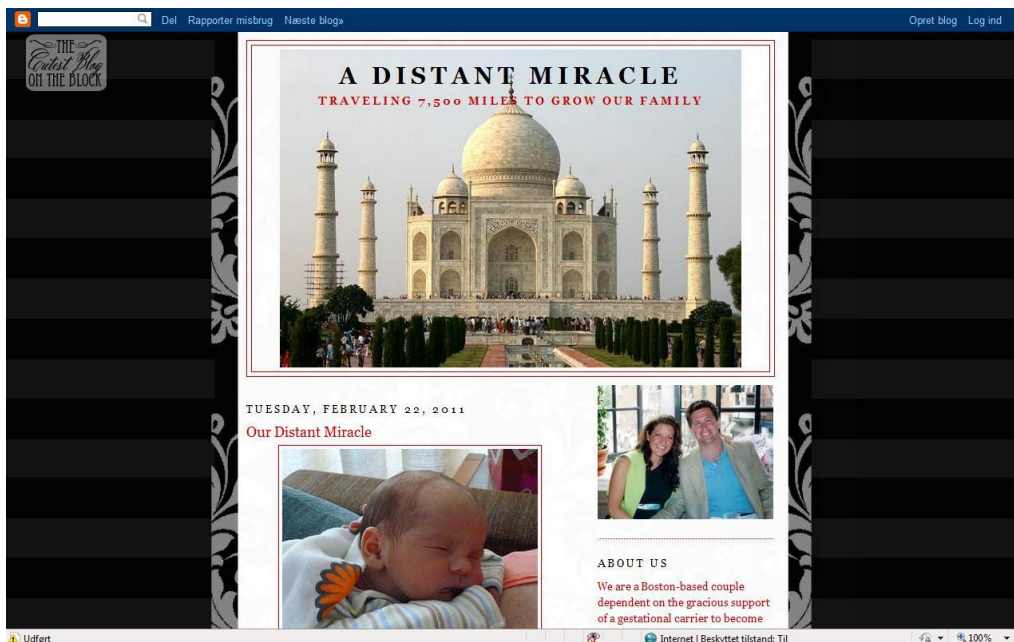 Del Rapporter misbrug Næste blog» Opret blog Log ind
THE
Cutest Blog
ON THE BLOCK
A DISTANT MIRACLE
TRAVELING 7,500 MILES TO GROW OUR FAMILY
TUESDAY, FEBRUARY 22, 2011
Our Distant Miracle
ABOUT US
We are a Boston-based couple
dependent on the gracious support
of a gestational carrier to become
Udført Internet | Beskyttet tilstand: Til 100%